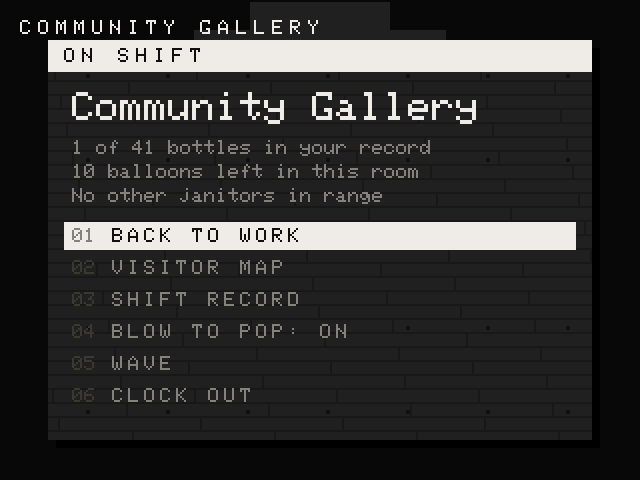 COMMUNITY GALLERY
ON SHIFT
Community Gallery
1 of 41 bottles in your record
10 balloons left in this room
No other janitors in range
01 BACK TO WORK
02 VISITOR MAP
03 SHIFT RECORD
04 BLOW TO POP: ON
05 WAVE
06 CLOCK OUT